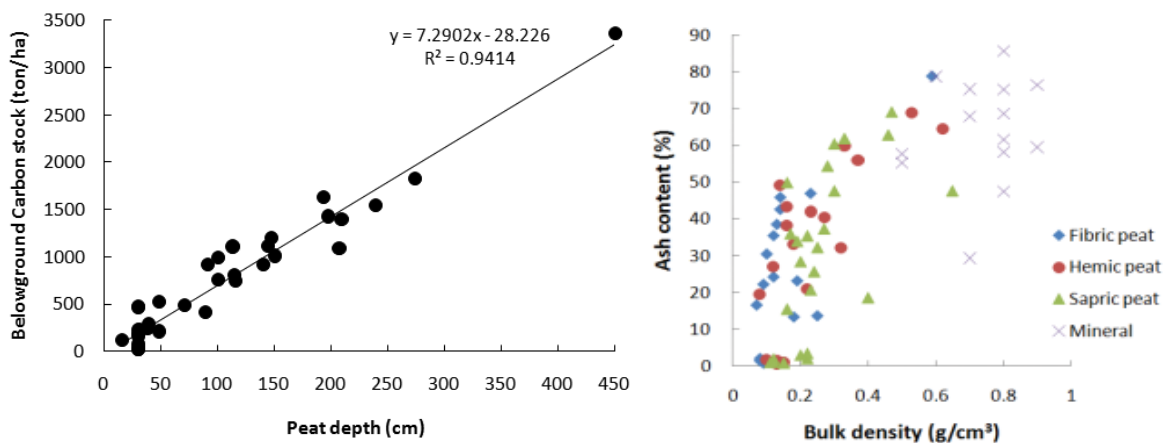 3500
3000
2500
2000
1500
1000
500
0
Belowground Carbon stock (ton/ha)
y = 7.2902x - 28.226
R² = 0.9414
0 50 100 150 200 250 300 350 400 450
Peat depth (cm)
90
80
70
60
50
40
30
20
10
0
Ash content (%)
Fibric peat
Hemic peat
Sapric peat
Mineral
0 0.2 0.4 0.6 0.8 1
Bulk density (g/cm³)